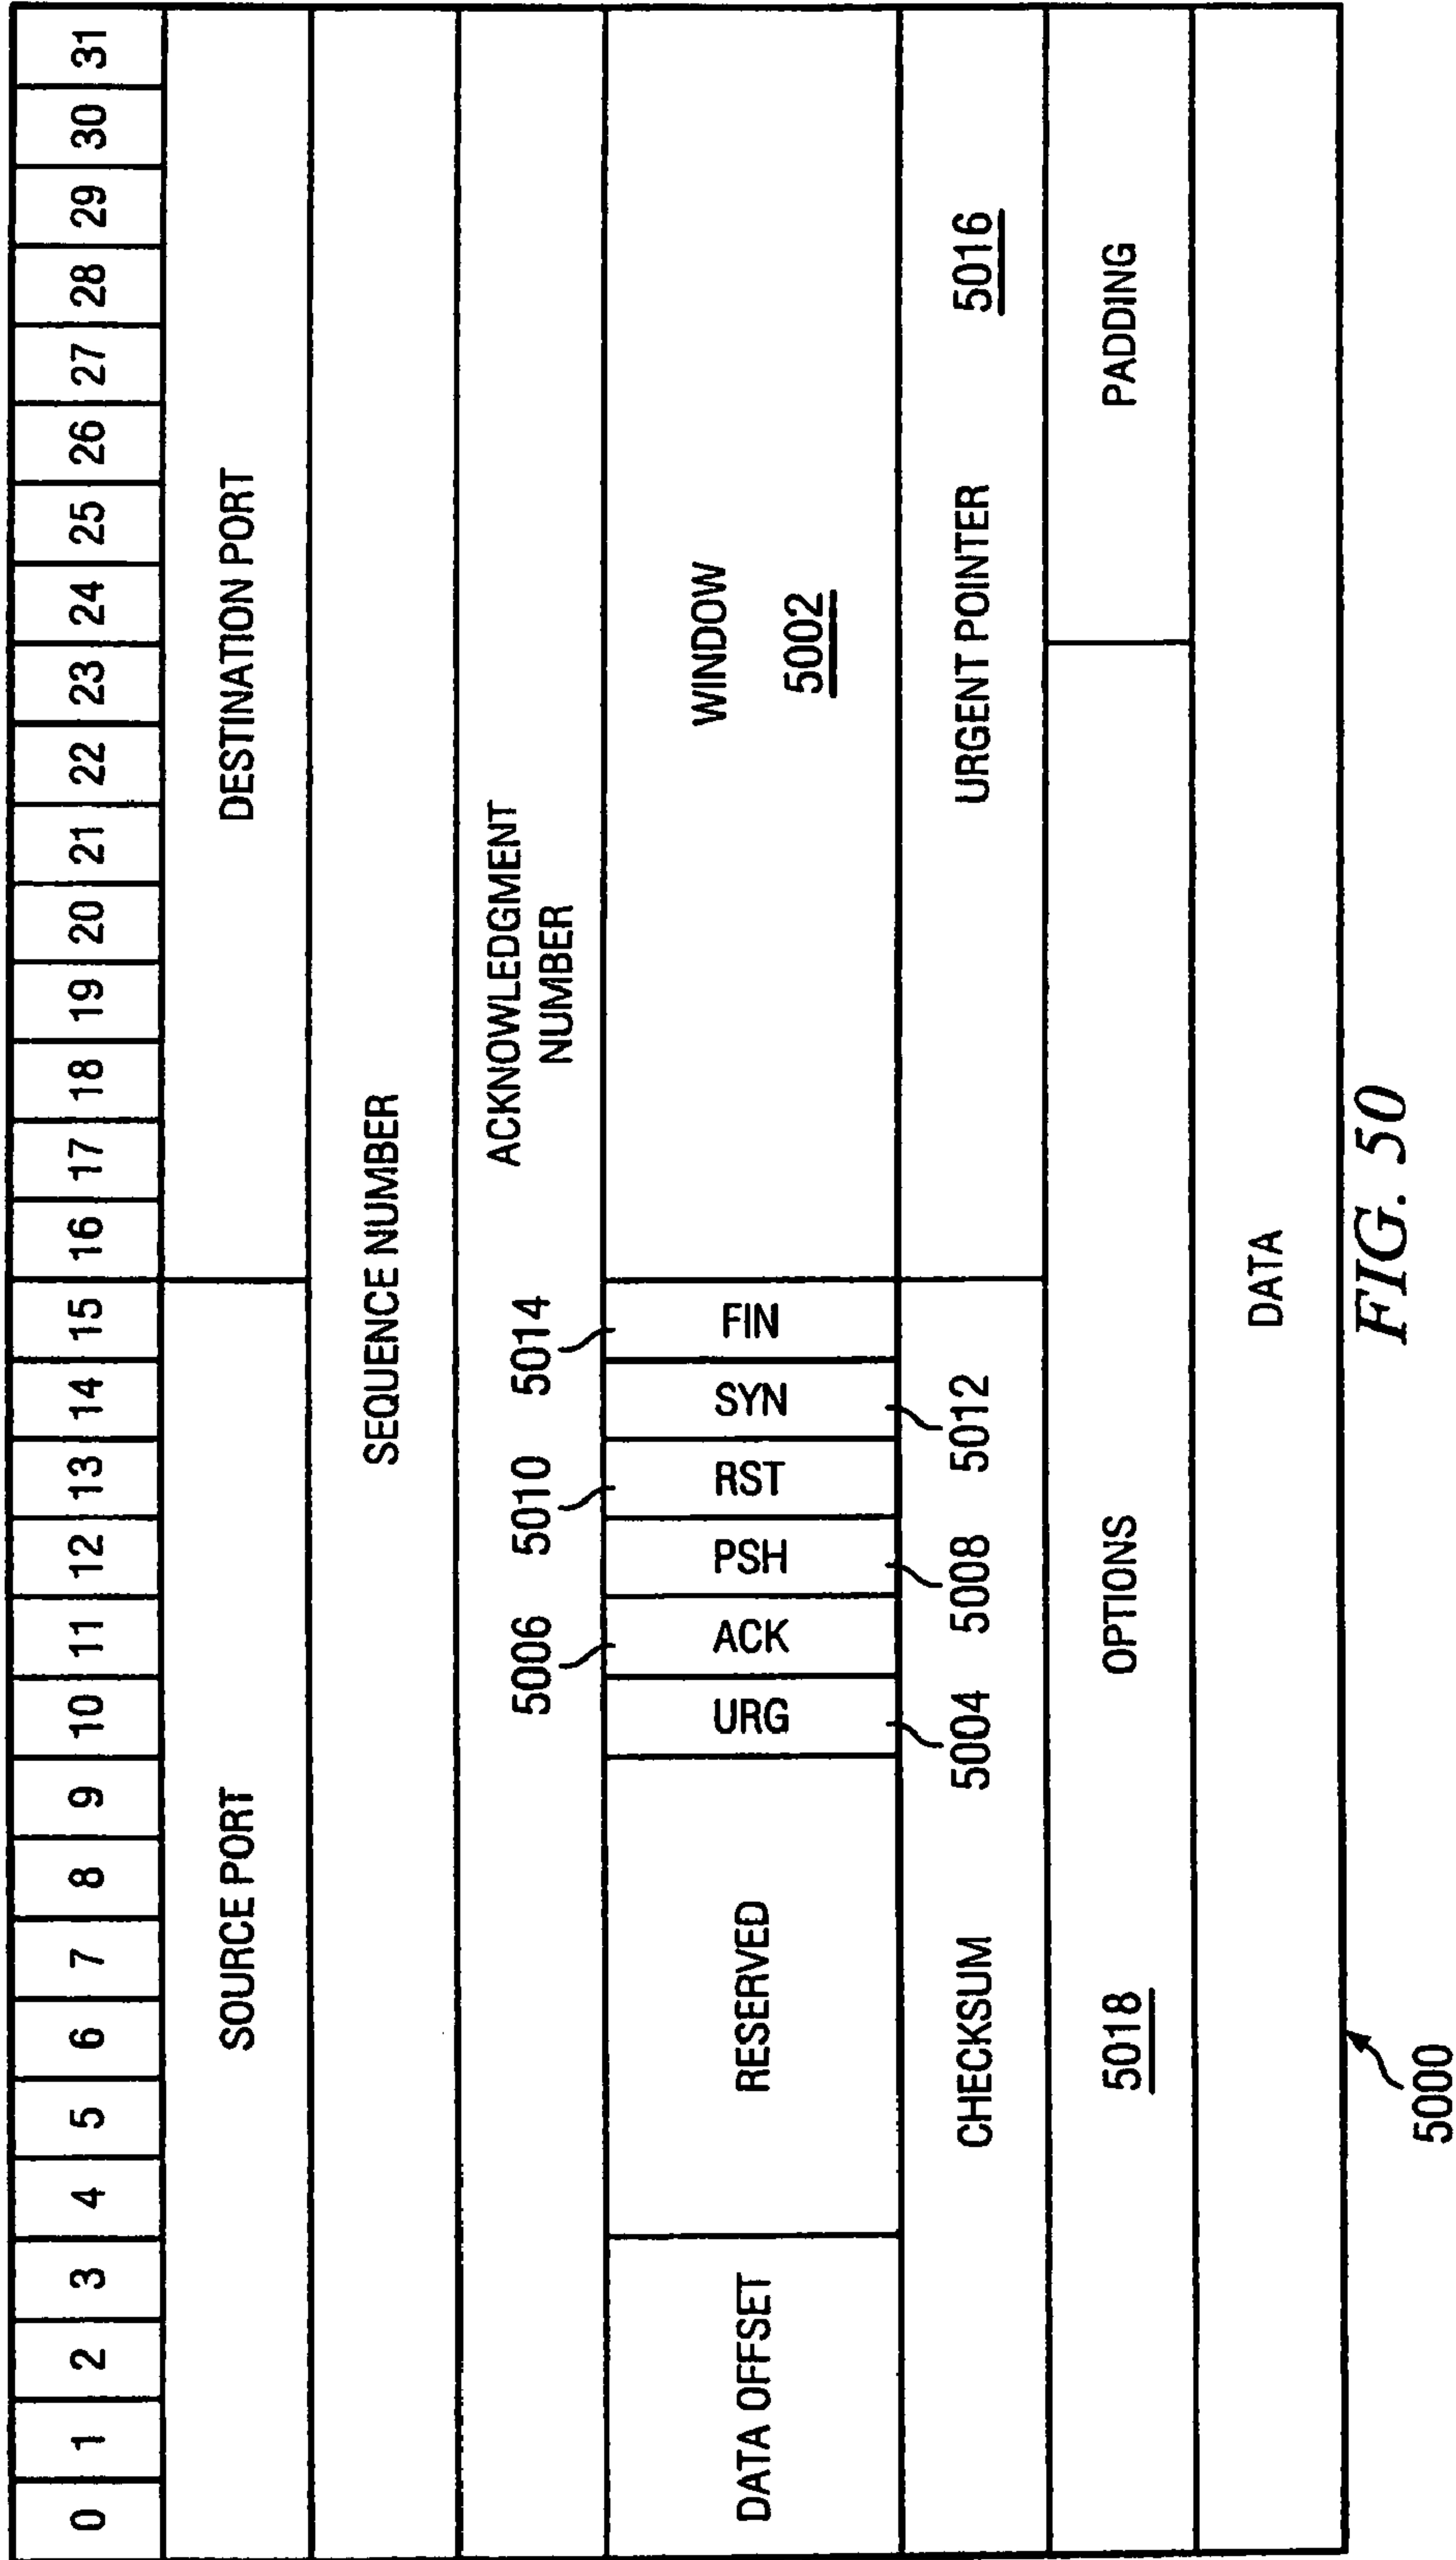 0 1 2 3 4 5 6 7 8 9 10 11 12 13 14 15 16 17 18 19 20 21 22 23 24 25 26 27 28 29 30 31
SOURCE PORT DESTINATION PORT
SEQUENCE NUMBER
ACKNOWLEDGMENT
NUMBER
5006 5010 5014
DATA OFFSET RESERVED URG ACK PSH RST SYN FIN WINDOW
5002
CHECKSUM 5004 5008 5012 URGENT POINTER 5016
5018 OPTIONS PADDING
DATA
5000
FIG. 50